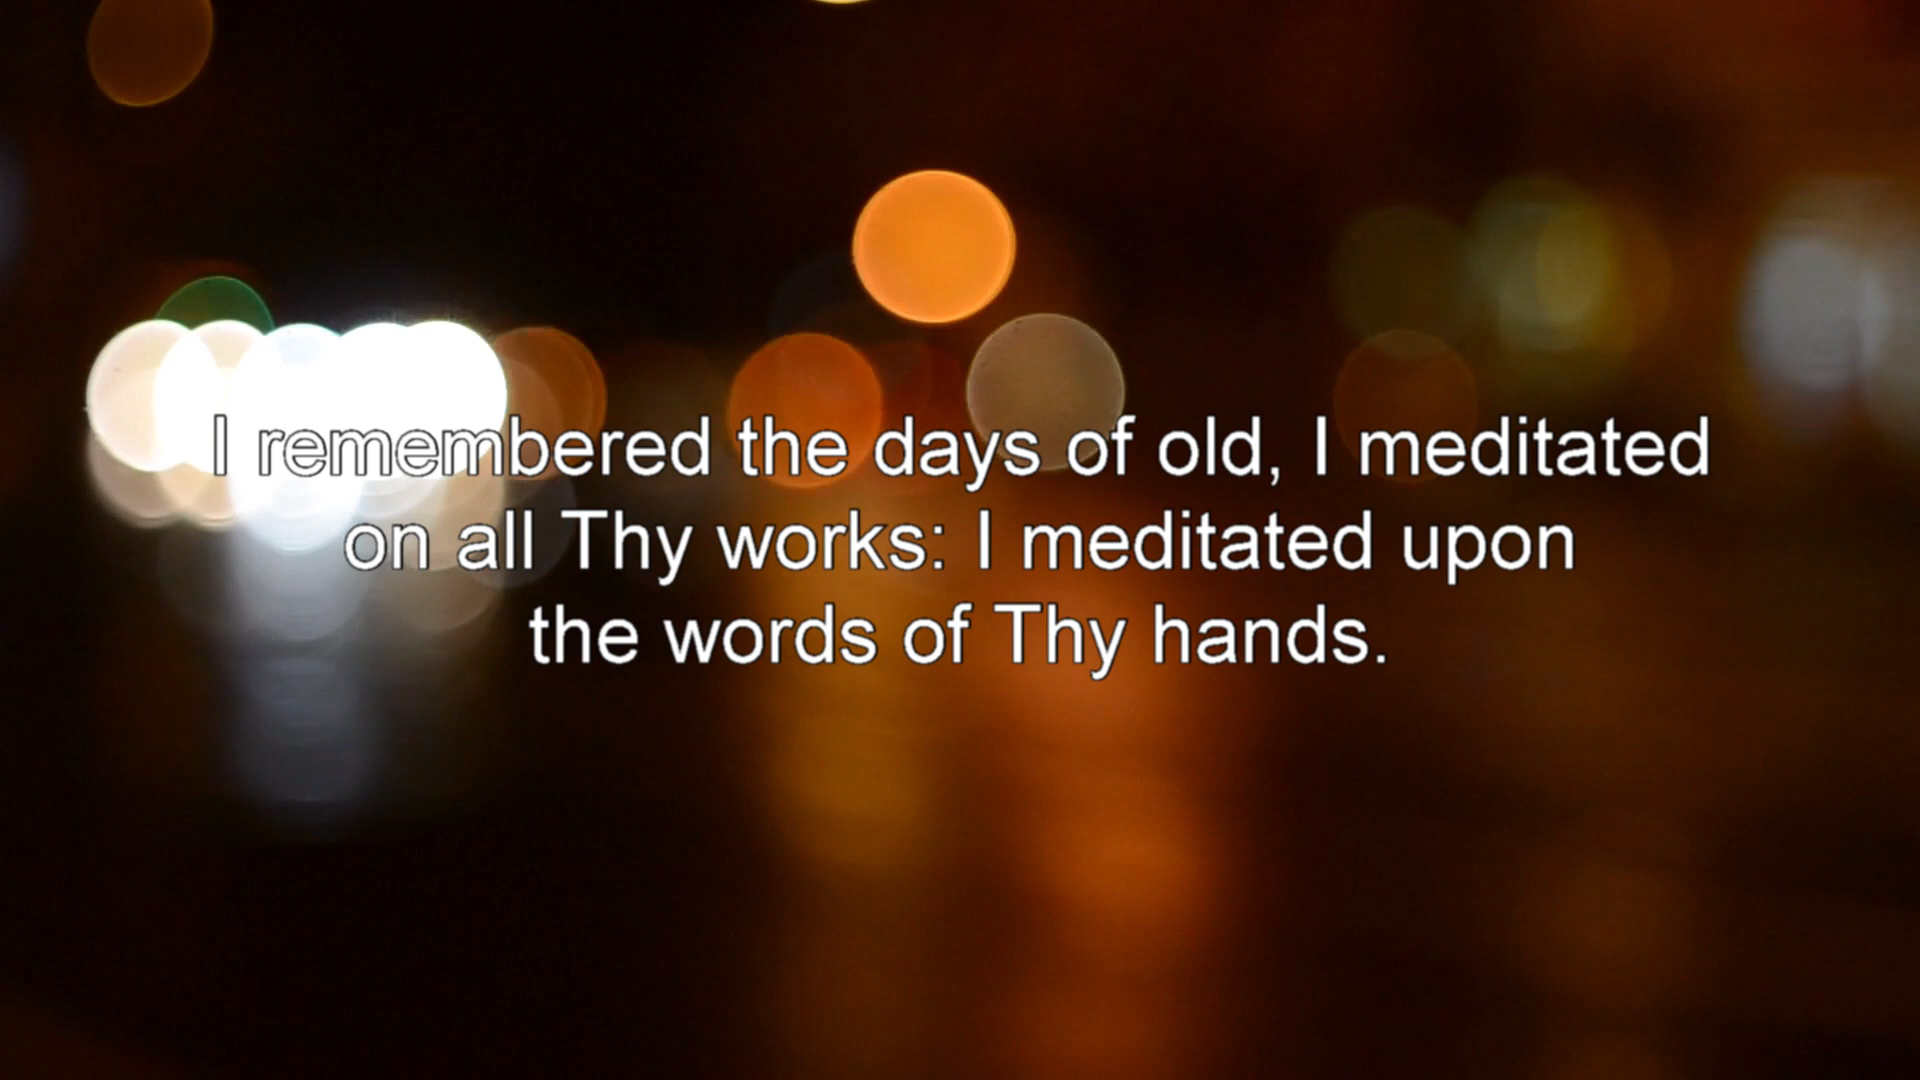 I remembered the days of old, I meditated
on all Thy works: I meditated upon
the words of Thy hands.